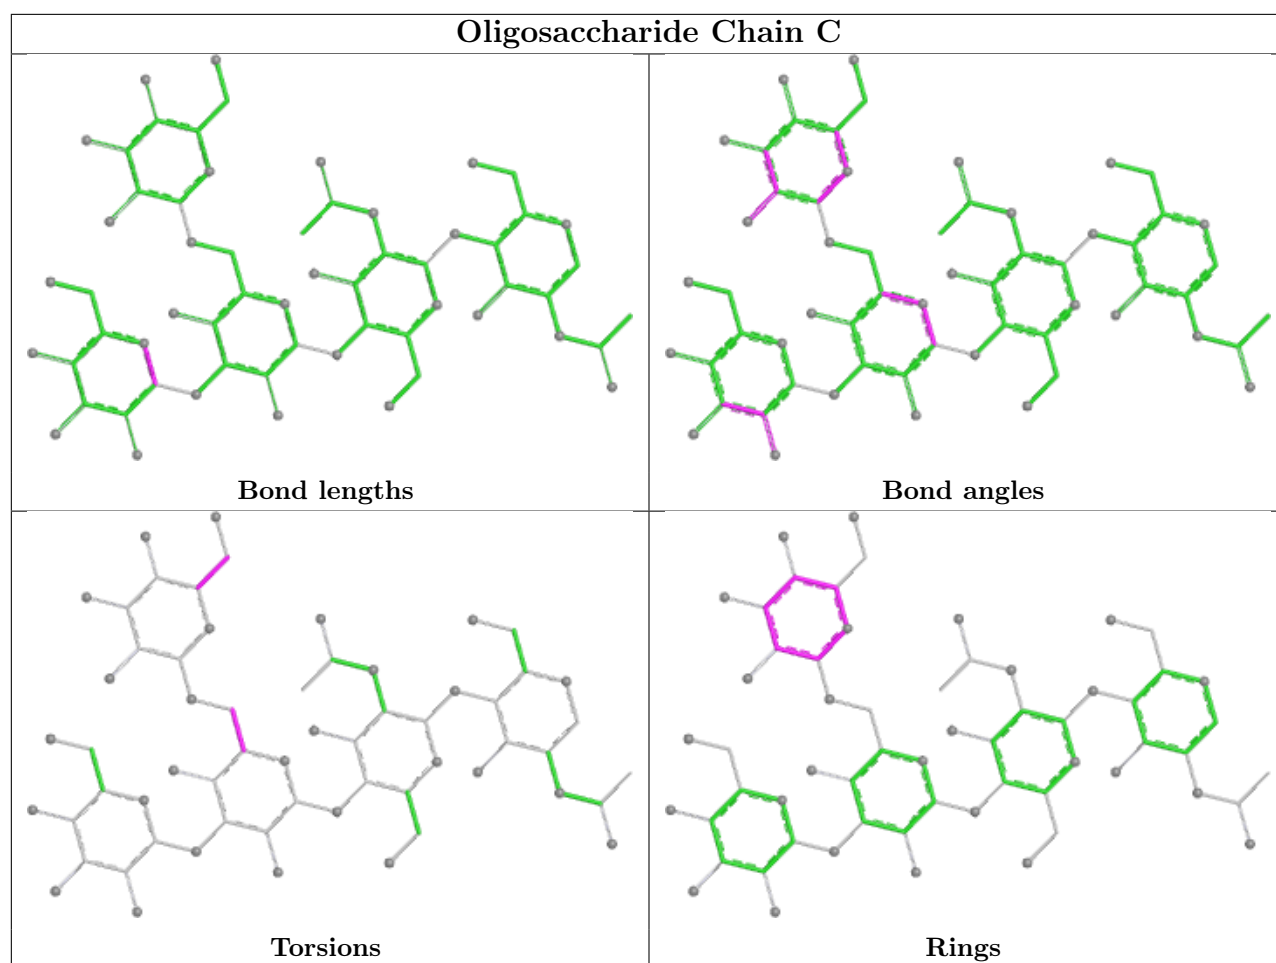 Oligosaccharide Chain C
Bond lengths
Bond angles
Torsions
Rings